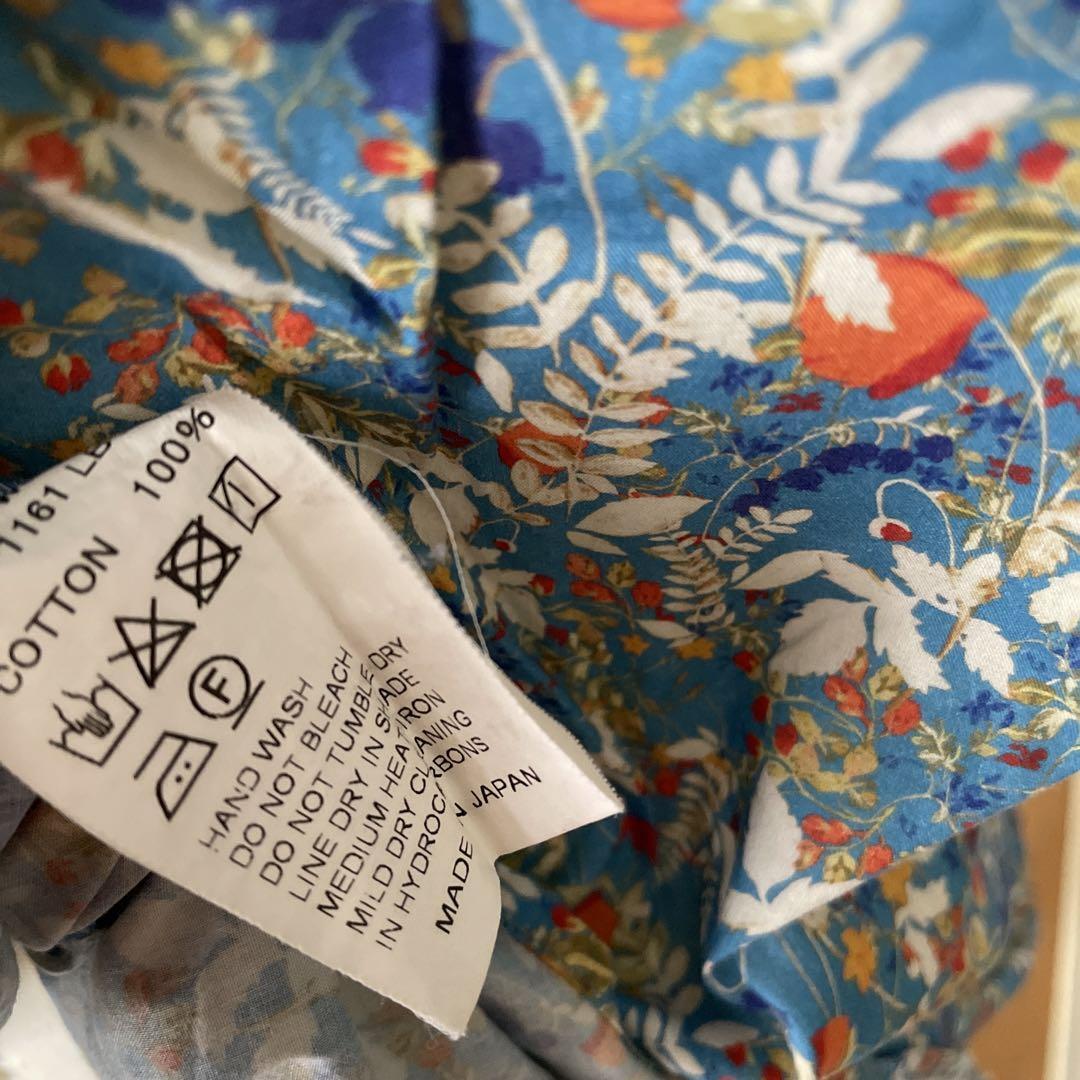 1161 LB
COTTON 100%
F
HAND WASH
DO NOT BLEACH
DO NOT TUMBLE DRY
LINE DRY IN SHADE
MEDIUM HEAT IRON
MILD DRY CLEANING
IN HYDROCARBONS
MADE IN JAPAN